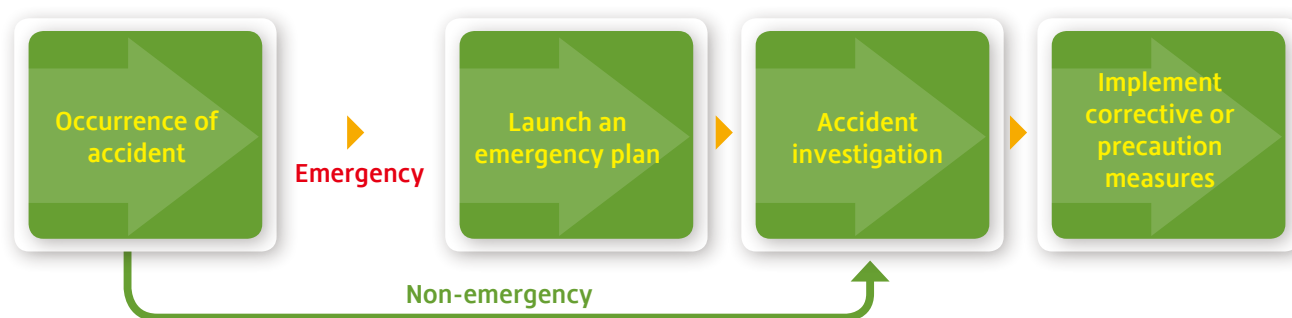 Occurrence of
accident
Emergency
Launch an
emergency plan
Accident
investigation
Implement
corrective or
precaution
measures
Non-emergency